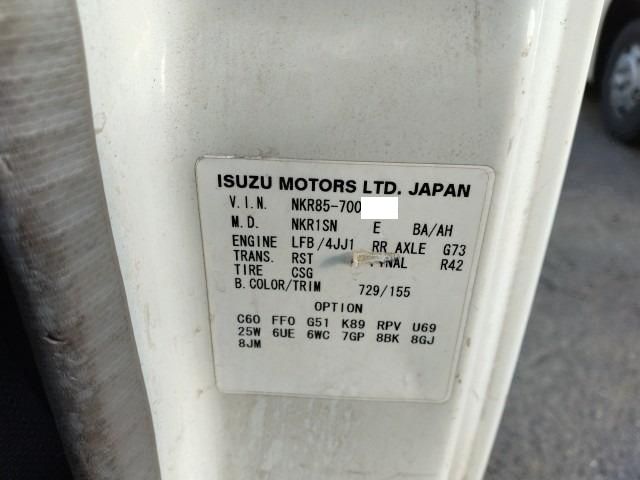 ISUZU MOTORS LTD. JAPAN
V.I.N. NKR85-700
M.D. NKR1SN E BA/AH
ENGINE LFB/4JJ1 RR AXLE G73
TRANS. RST R42
TIRE CSG
B.COLOR/TRIM 729/155
OPTION
C60 FF0 G51 K89 RPV U69
25W 6UE 6WC 7GP 8BK 8GJ
8JM